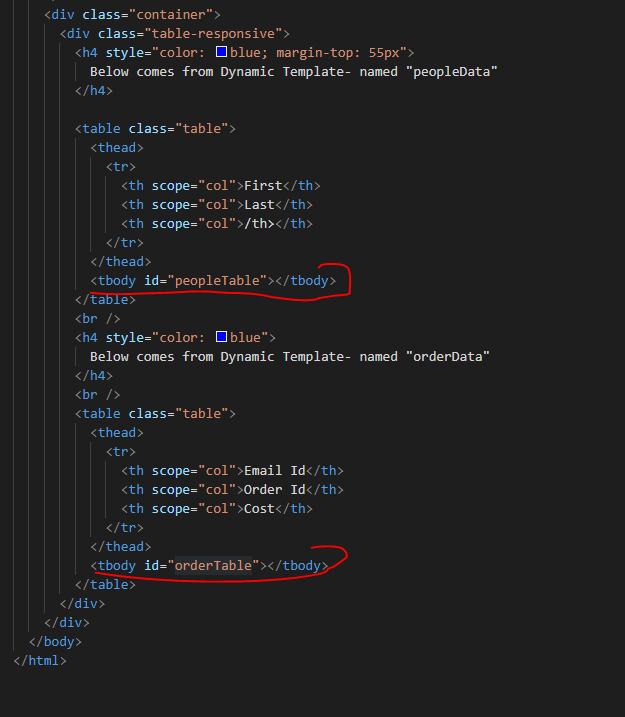 <div class="container">
<div class="table-responsive">
<h4 style="color: blue; margin-top: 55px">
Below comes from Dynamic Template- named "peopleData"
</h4>
<table class="table">
<thead>
<tr>
<th scope="col">First</th>
<th scope="col">Last</th>
<th scope="col">/th></th>
</tr>
</thead>
<tbody id="peopleTable"></tbody>
</table>
<br />
<h4 style="color: blue">
Below comes from Dynamic Template- named "orderData"
</h4>
<br />
<table class="table">
<thead>
<tr>
<th scope="col">Email Id</th>
<th scope="col">Order Id</th>
<th scope="col">Cost</th>
</tr>
</thead>
<tbody id="orderTable"></tbody>
</table>
</div>
</div>
</body>
</html>